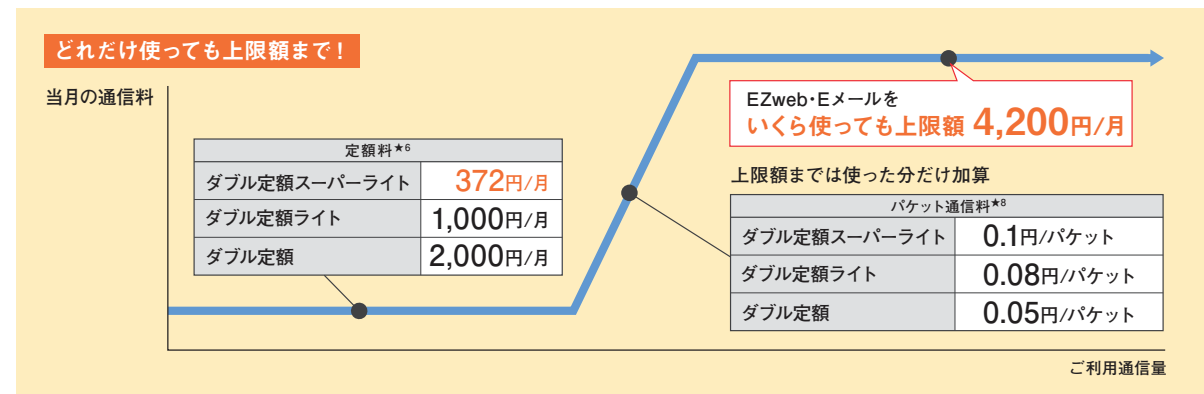 どれだけ使っても上限額まで!
当月の通信料
定額料★6
ダブル定額スーパーライト 372円/月
ダブル定額ライト 1,000円/月
ダブル定額 2,000円/月
EZweb・Eメールを
いくら使っても上限額 4,200円/月
上限額までは使った分だけ加算
パケット通信料★8
ダブル定額スーパーライト 0.1円/パケット
ダブル定額ライト 0.08円/パケット
ダブル定額 0.05円/パケット
ご利用通信量